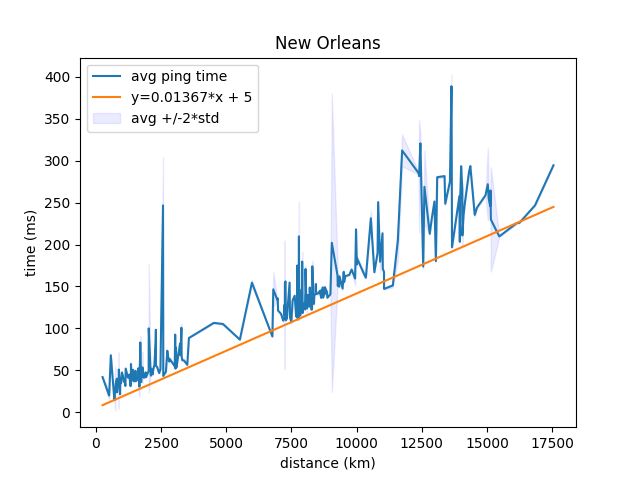 New Orleans
avg ping time
y=0.01367*x + 5
avg +/-2*std
time (ms)
400
350
300
250
200
150
100
50
0
0 2500 5000 7500 10000 12500 15000 17500
distance (km)